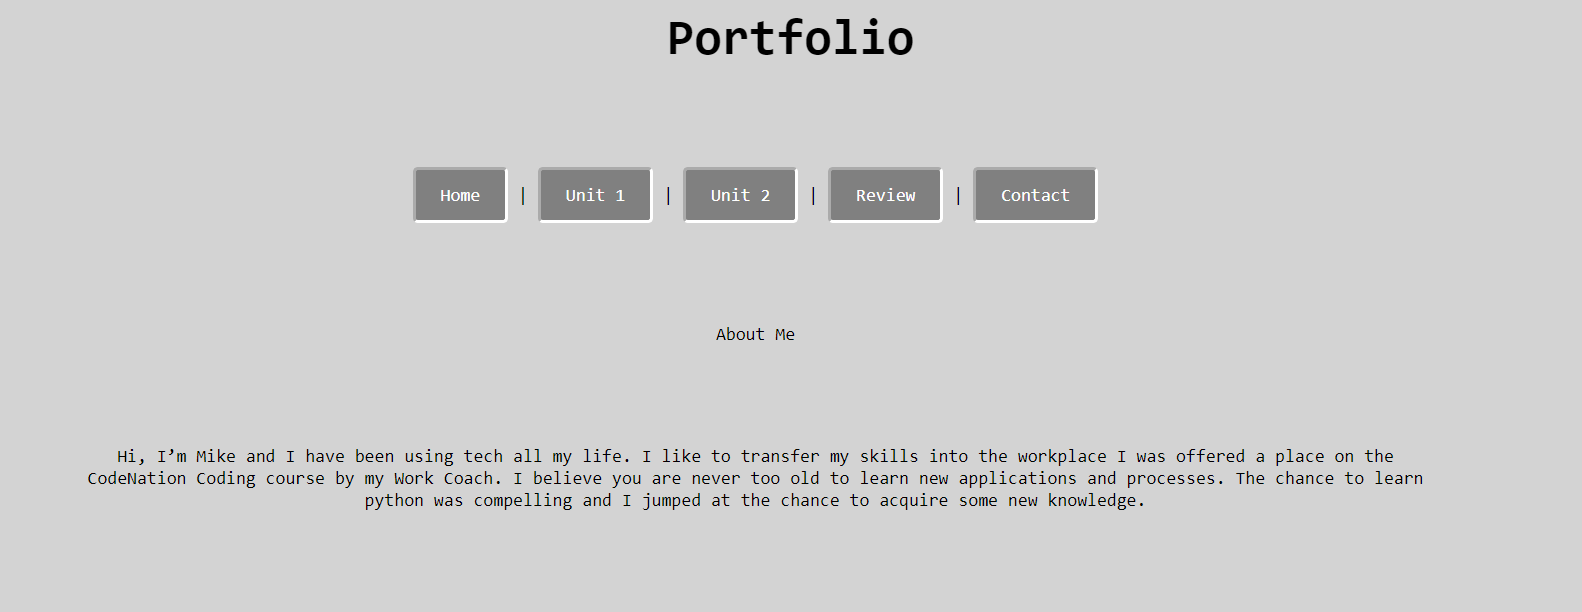 Portfolio
Home | Unit 1 | Unit 2 | Review | Contact
About Me
Hi, I’m Mike and I have been using tech all my life. I like to transfer my skills into the workplace I was offered a place on the
CodeNation Coding course by my Work Coach. I believe you are never too old to learn new applications and processes. The chance to learn
python was compelling and I jumped at the chance to acquire some new knowledge.